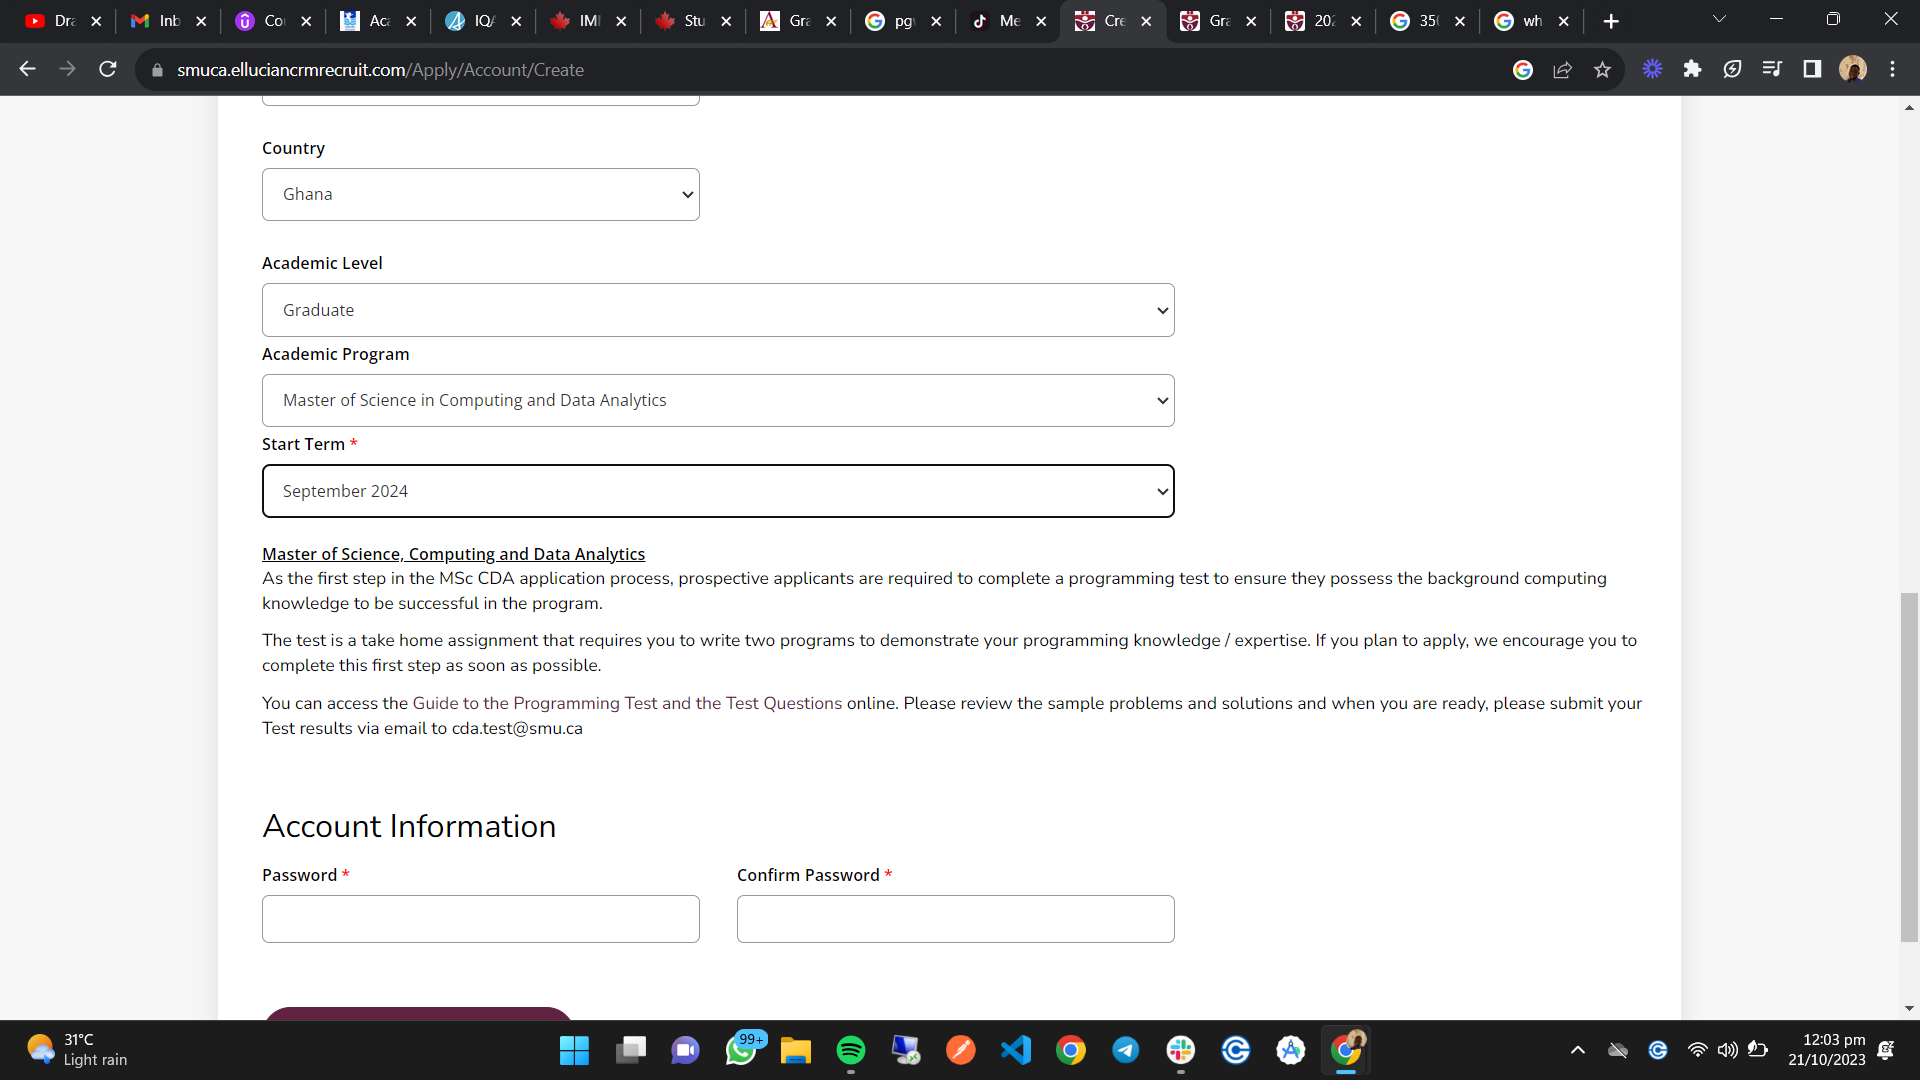 Dra
Inb
Co
Aca
IQA
IMI
Stu
Gra
pg
Me
Cre
Gra
202
350
wh
smuca.elluciancrmrecruit.com/Apply/Account/Create
Country
Ghana
Academic Level
Graduate
Academic Program
Master of Science in Computing and Data Analytics
Start Term *
September 2024
Master of Science, Computing and Data Analytics
As the first step in the MSc CDA application process, prospective applicants are required to complete a programming test to ensure they possess the background computing
knowledge to be successful in the program.
The test is a take home assignment that requires you to write two programs to demonstrate your programming knowledge / expertise. If you plan to apply, we encourage you to
complete this first step as soon as possible.
You can access the Guide to the Programming Test and the Test Questions online. Please review the sample problems and solutions and when you are ready, please submit your
Test results via email to cda.test@smu.ca
Account Information
Password *
Confirm Password *
31°C
Light rain
99+
12:03 pm
21/10/2023